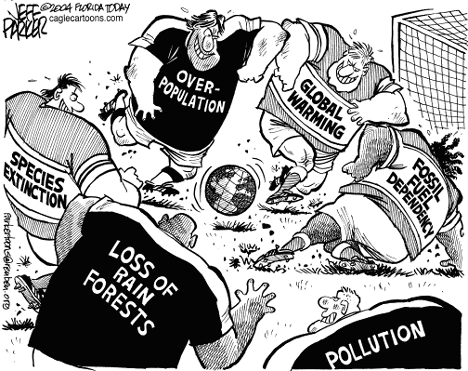 JEFF PARKER
©2004 FLORIDA TODAY
caglecartoons.com
OVER-
POPULATION
GLOBAL
WARMING
SPECIES
EXTINCTION
FOSSIL
FUEL
DEPENDENCY
LOSS OF
RAIN
FORESTS
POLLUTION